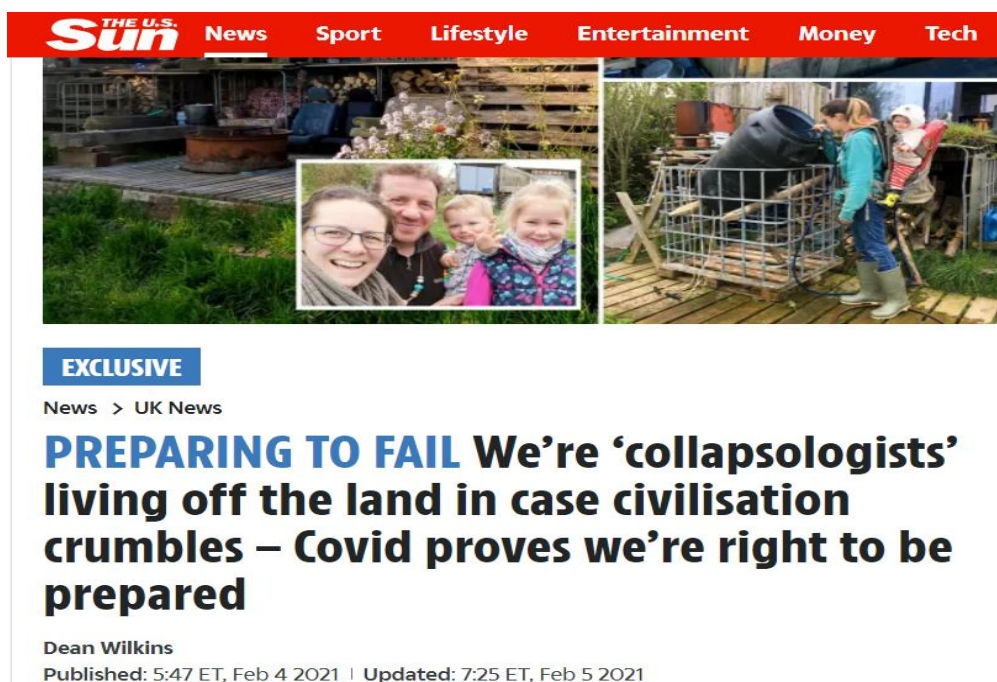 THE U.S.
Sun News Sport Lifestyle Entertainment Money Tech
EXCLUSIVE
News > UK News
PREPARING TO FAIL We’re ‘collapsologists’
living off the land in case civilisation
crumbles – Covid proves we’re right to be
prepared
Dean Wilkins
Published: 5:47 ET, Feb 4 2021 | Updated: 7:25 ET, Feb 5 2021